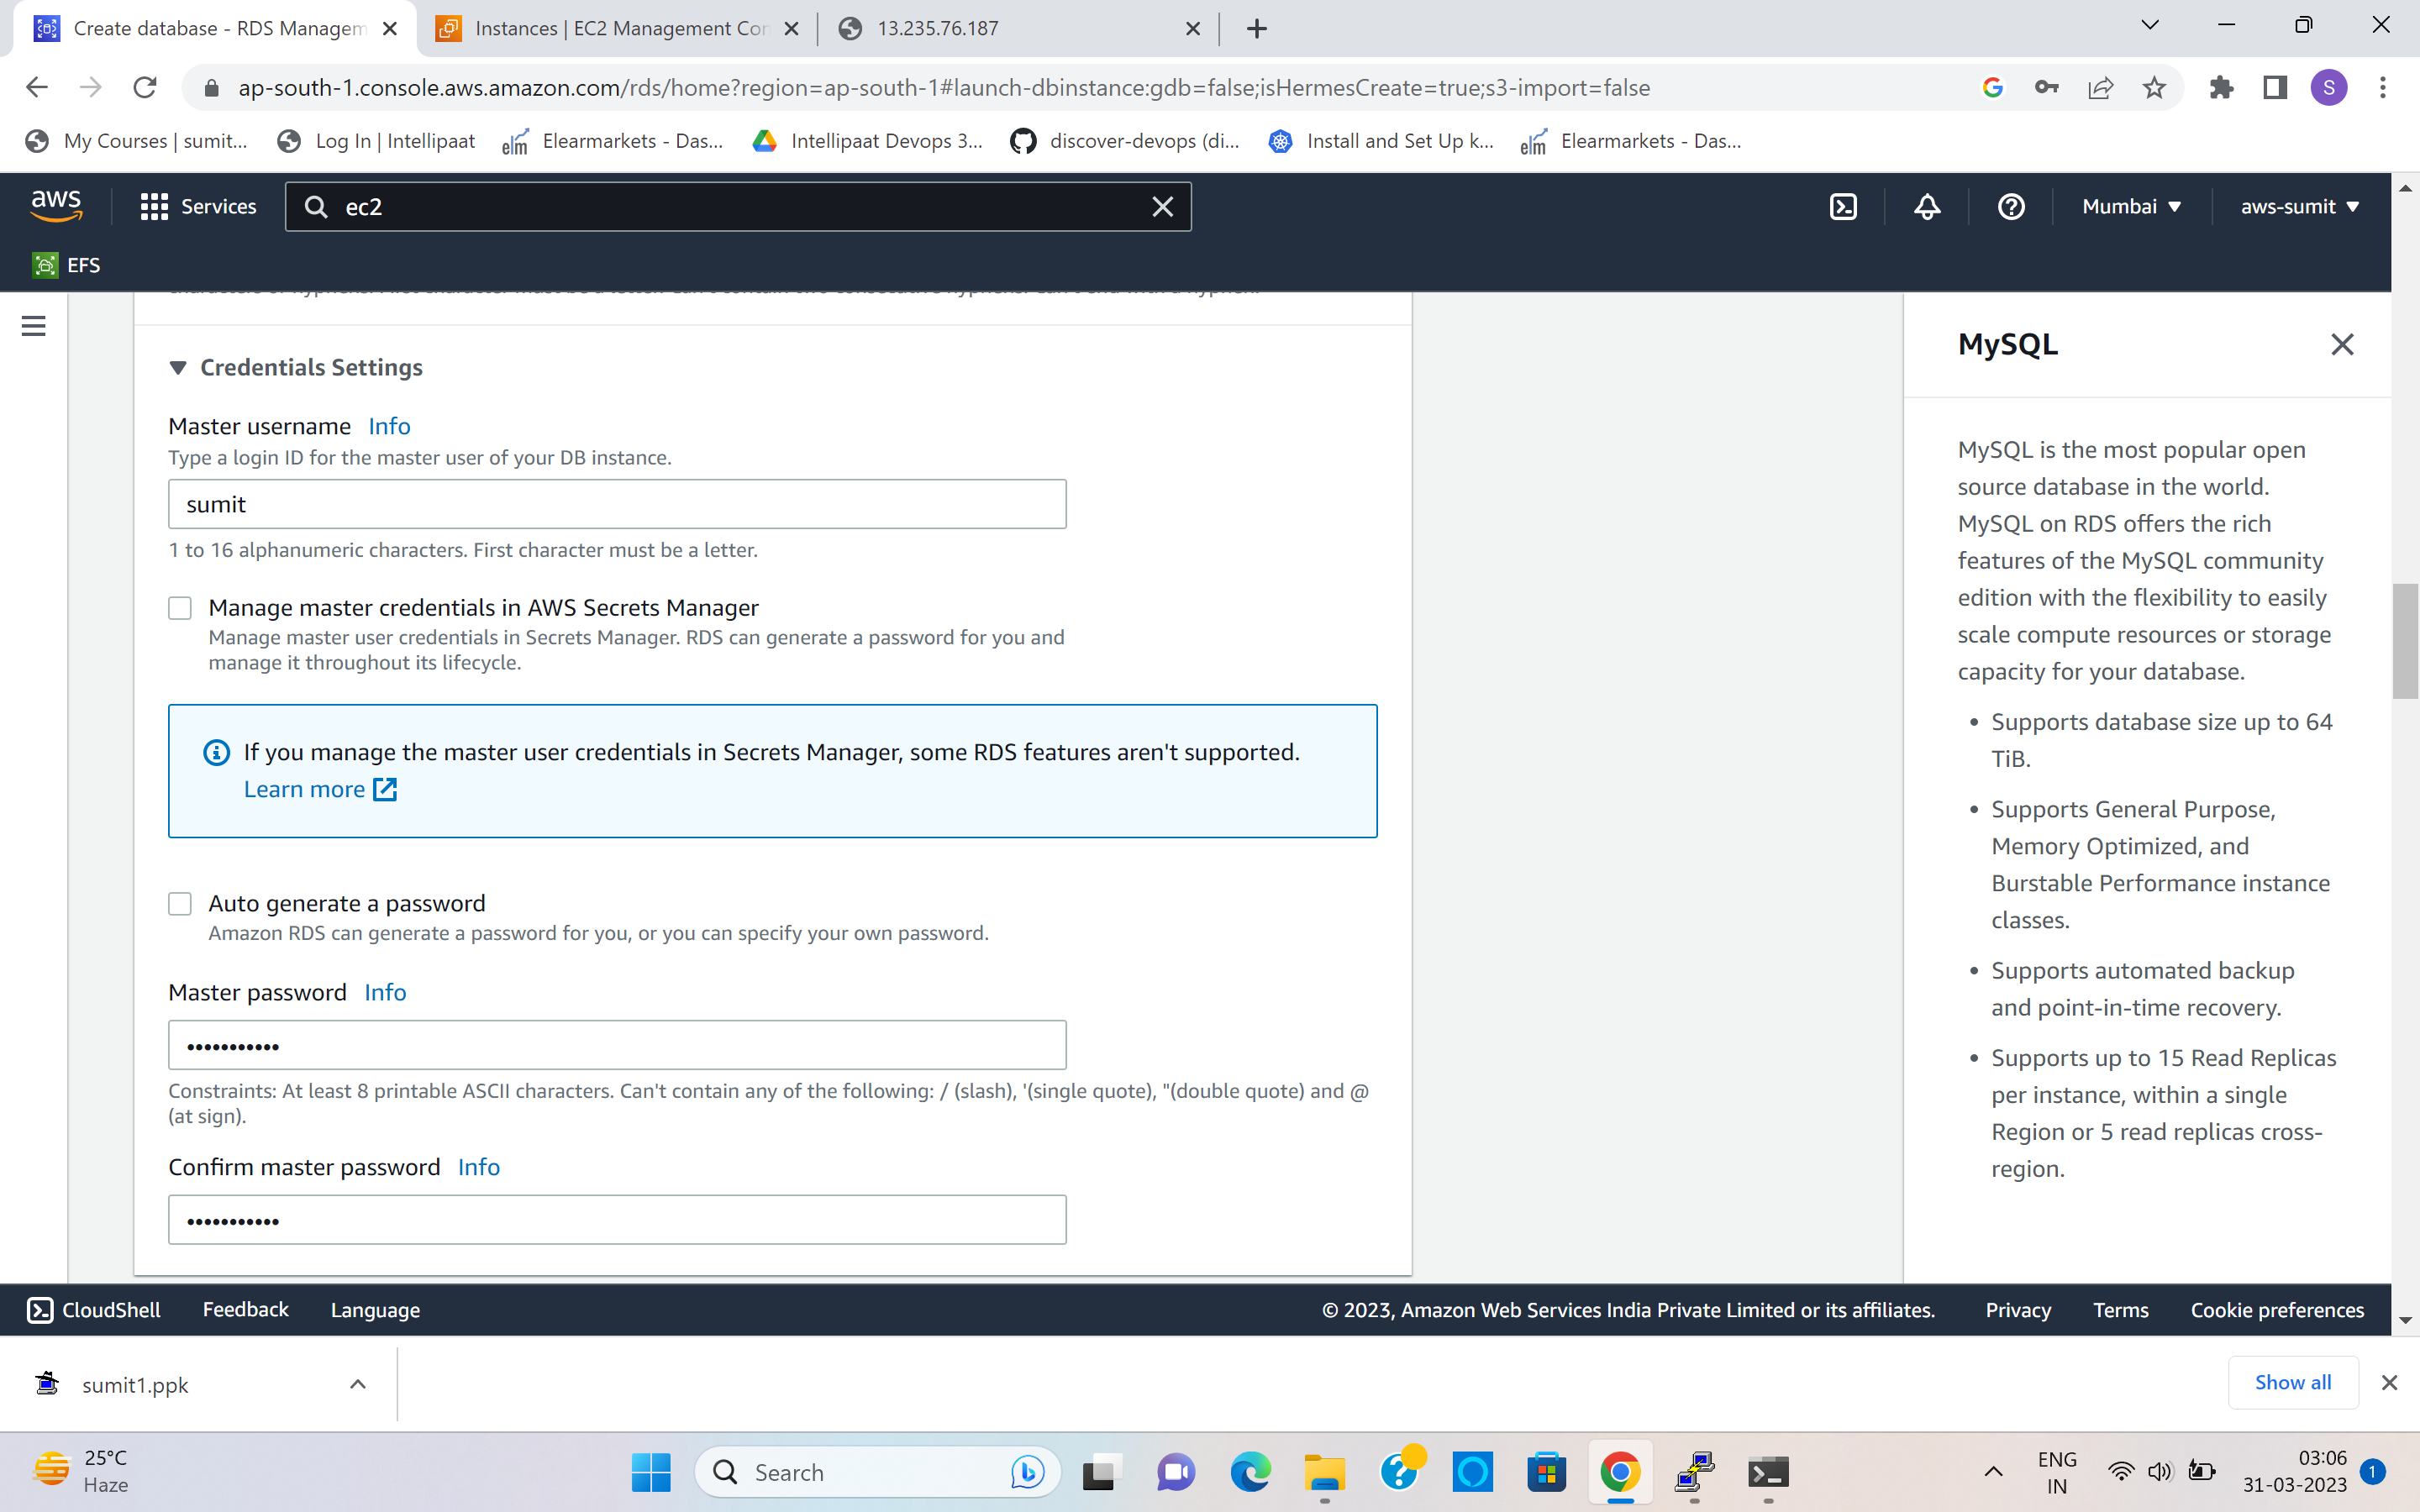 Create database - RDS Managem
Instances | EC2 Management Con
13.235.76.187
ap-south-1.console.aws.amazon.com/rds/home?region=ap-south-1#launch-dbinstance:gdb=false;isHermesCreate=true;s3-import=false
S
My Courses | sumit...
Log In | Intellipaat
elm Elearmarkets - Das...
Intellipaat Devops 3...
discover-devops (di...
Install and Set Up k...
elm Elearmarkets - Das...
aws
Services
ec2
Mumbai
aws-sumit
EFS
Credentials Settings
Master username Info
Type a login ID for the master user of your DB instance.
sumit
1 to 16 alphanumeric characters. First character must be a letter.
Manage master credentials in AWS Secrets Manager
Manage master user credentials in Secrets Manager. RDS can generate a password for you and
manage it throughout its lifecycle.
If you manage the master user credentials in Secrets Manager, some RDS features aren't supported.
Learn more
Auto generate a password
Amazon RDS can generate a password for you, or you can specify your own password.
Master password Info
•••••••••••
Constraints: At least 8 printable ASCII characters. Can't contain any of the following: / (slash), '(single quote), "(double quote) and @
(at sign).
Confirm master password Info
•••••••••••
MySQL
MySQL is the most popular open
source database in the world.
MySQL on RDS offers the rich
features of the MySQL community
edition with the flexibility to easily
scale compute resources or storage
capacity for your database.
• Supports database size up to 64
TiB.
• Supports General Purpose,
Memory Optimized, and
Burstable Performance instance
classes.
• Supports automated backup
and point-in-time recovery.
• Supports up to 15 Read Replicas
per instance, within a single
Region or 5 read replicas cross-
region.
CloudShell
Feedback
Language
© 2023, Amazon Web Services India Private Limited or its affiliates.
Privacy
Terms
Cookie preferences
sumit1.ppk
Show all
25°C
Haze
Search
ENG
IN
03:06
31-03-2023
1